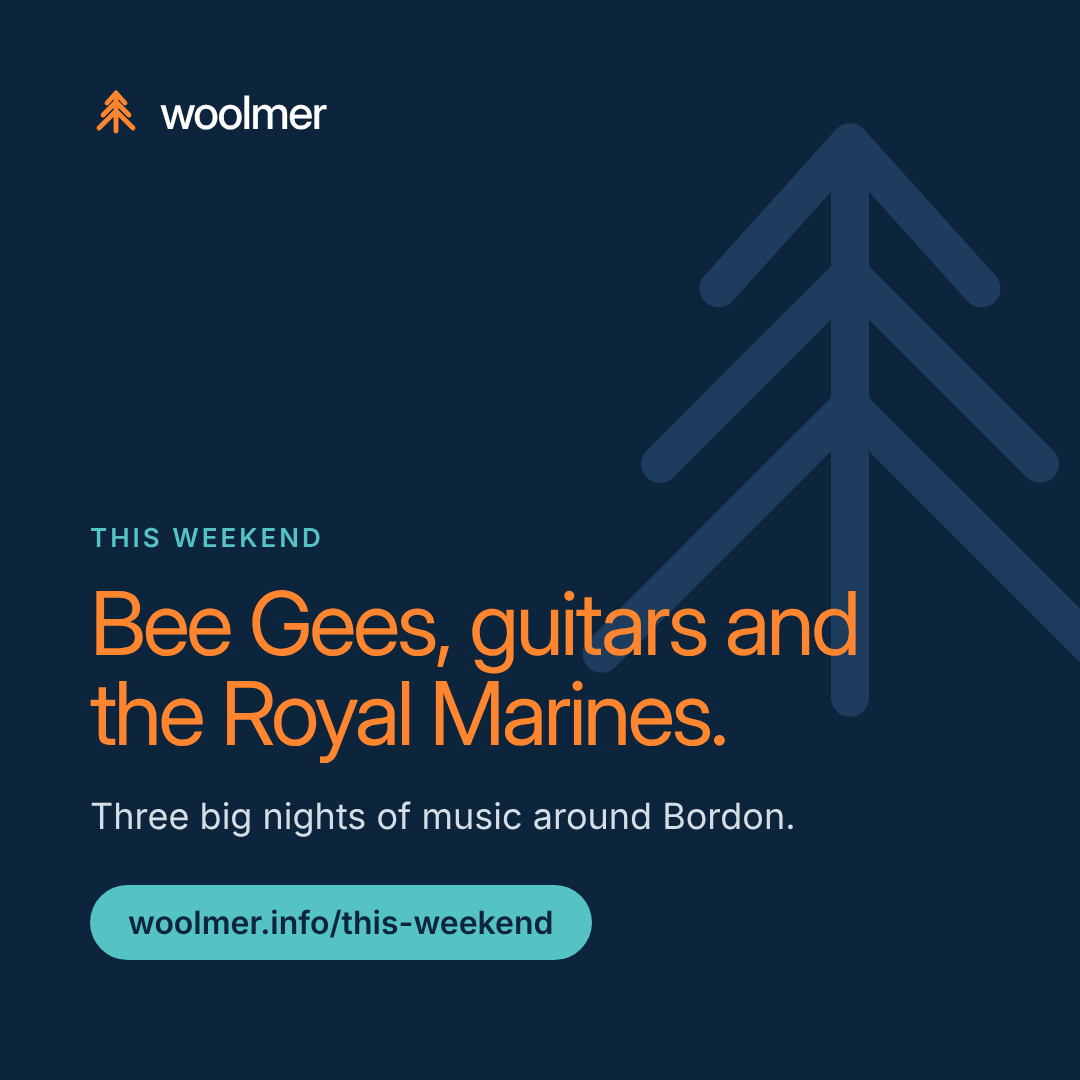 woolmer
THIS WEEKEND
Bee Gees, guitars and
the Royal Marines.
Three big nights of music around Bordon.
woolmer.info/this-weekend